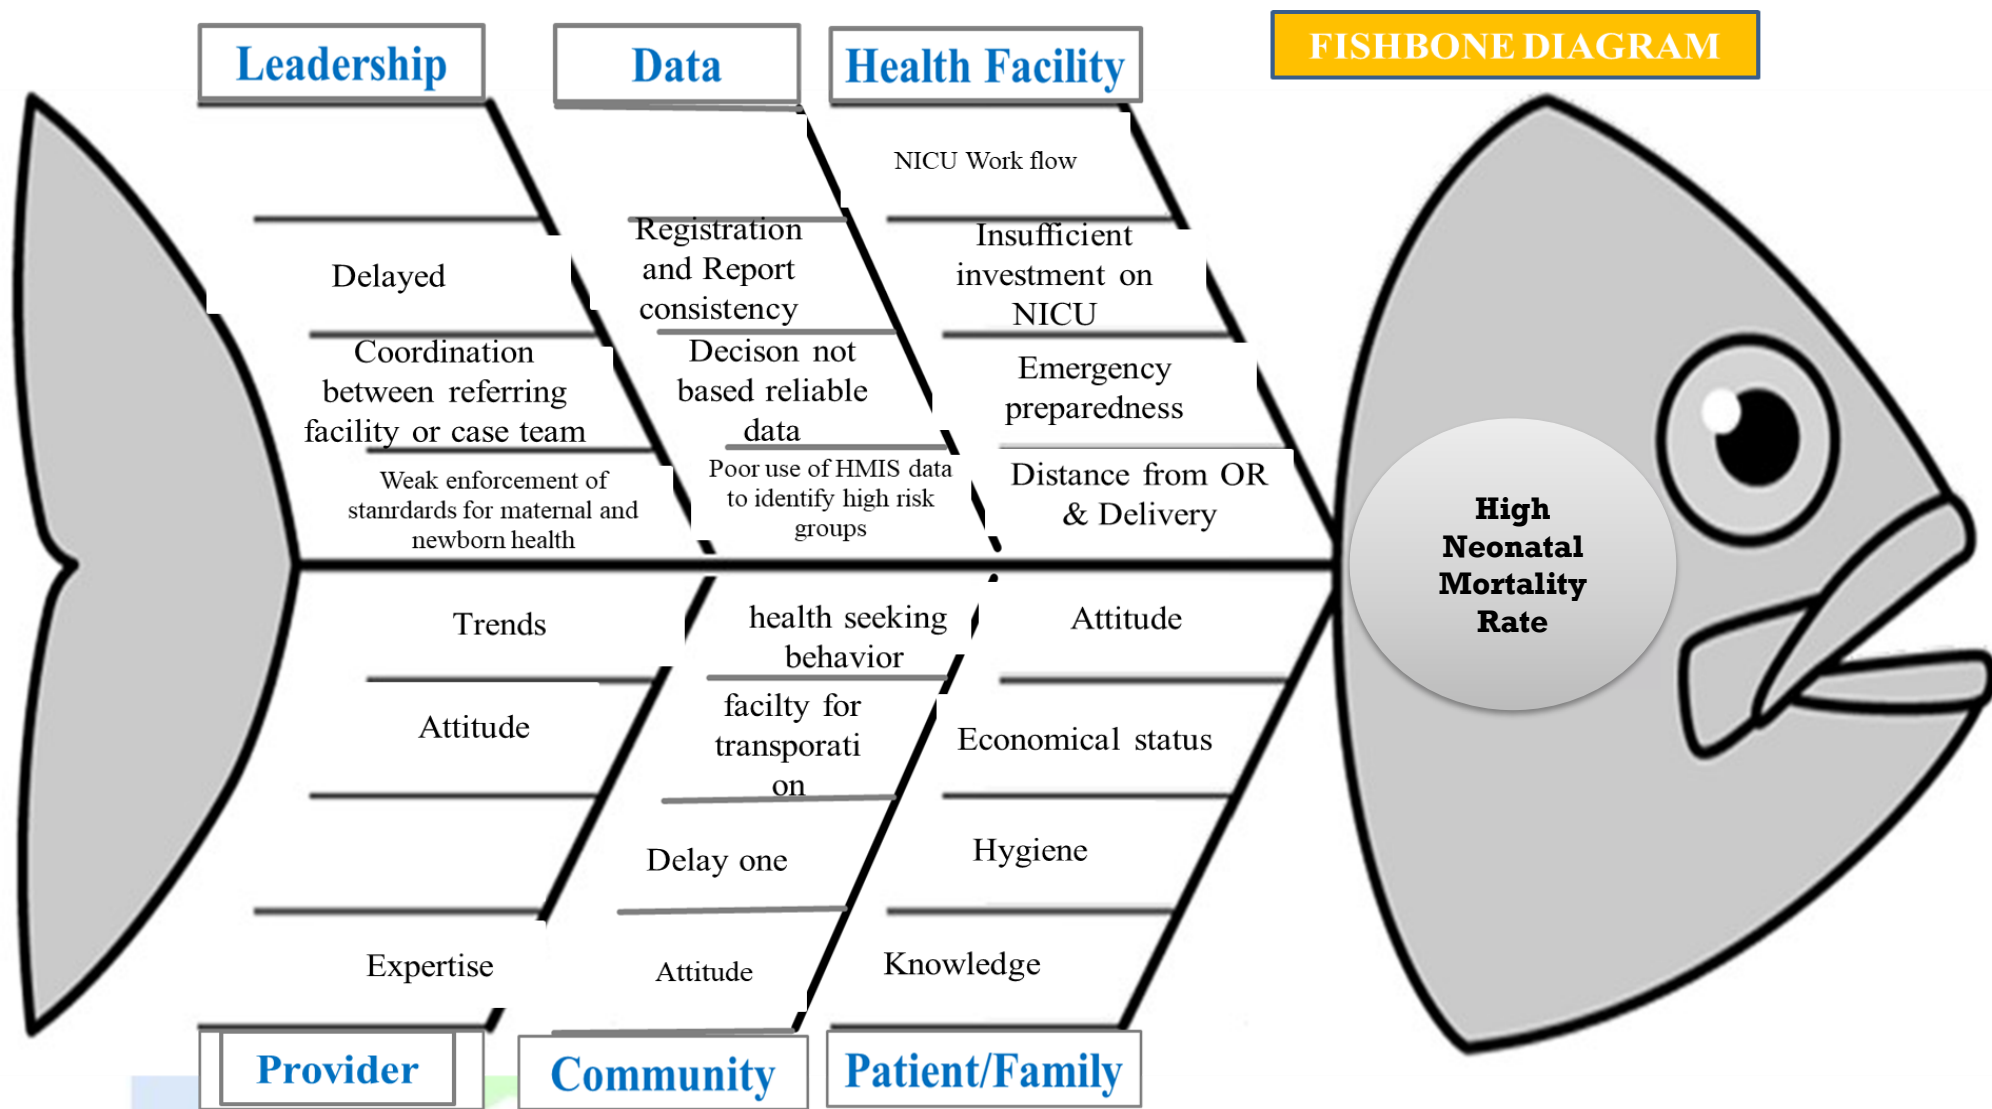 Leadership
Data
Health Facility
FISHBONE DIAGRAM
Delayed
Coordination
between referring
facility or case team
Weak enforcement of
stanrdards for maternal and
newborn health
Registration
and Report
consistency
Decison not
based reliable
data
Poor use of HMIS data
to identify high risk
groups
NICU Work flow
Insufficient
investment on
NICU
Emergency
preparedness
Distance from OR
& Delivery
High
Neonatal
Mortality
Rate
Trends
Attitude
Expertise
health seeking
behavior
facilty for
transporati
on
Delay one
Attitude
Attitude
Economical status
Hygiene
Knowledge
Provider
Community
Patient/Family